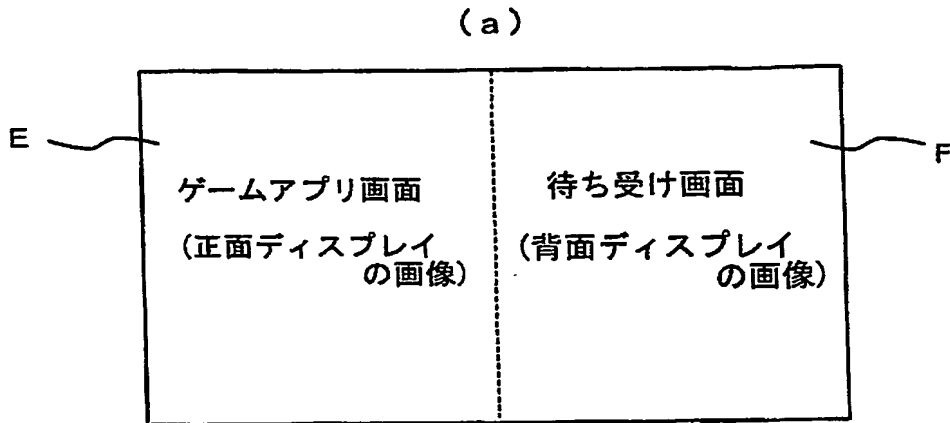 (a)
E
F
ゲームアプリ画面
(正面ディスプレイ
の画像)
待ち受け画面
(背面ディスプレイ
の画像)